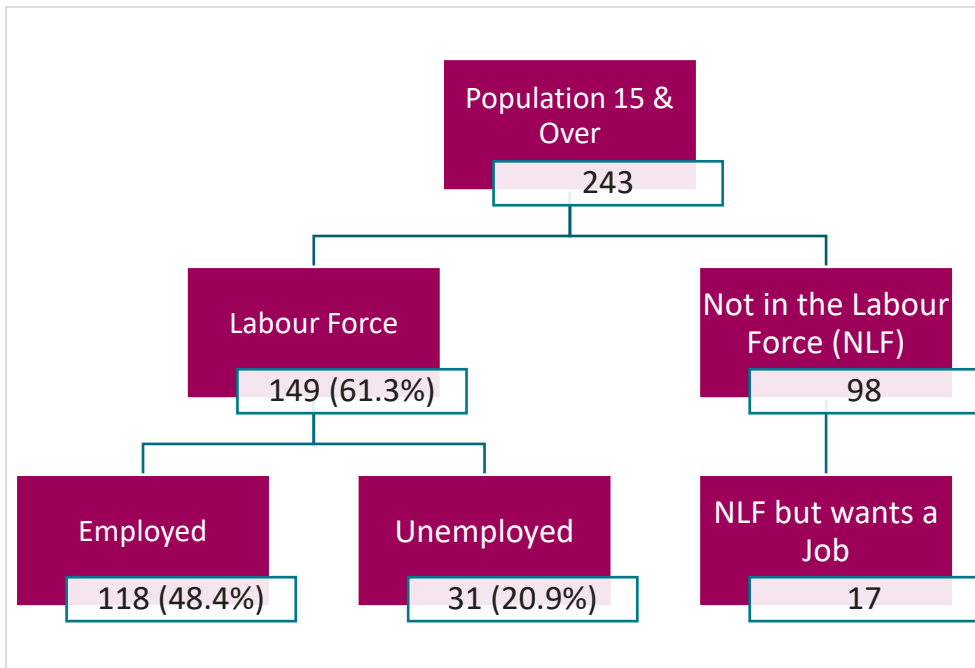 Population 15 &
Over
243
Labour Force
149 (61.3%)
Not in the Labour
Force (NLF)
98
Employed
118 (48.4%)
Unemployed
31 (20.9%)
NLF but wants a
Job
17